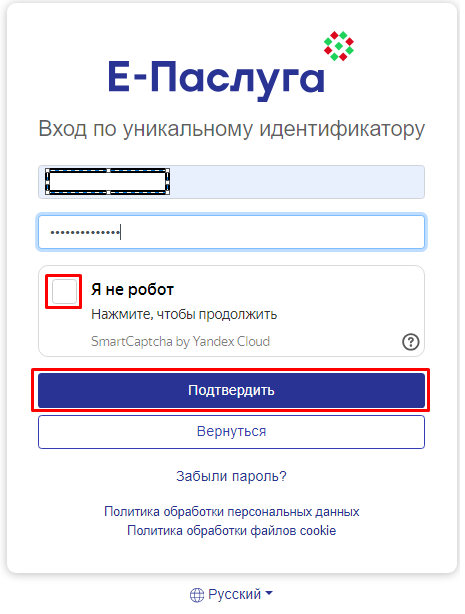 Е-Паслуга
Вход по уникальному идентификатору
••••••••••••••
Я не робот
Нажмите, чтобы продолжить
SmartCaptcha by Yandex Cloud
Подтвердить
Вернуться
Забыли пароль?
Политика обработки персональных данных
Политика обработки файлов cookie
Русский